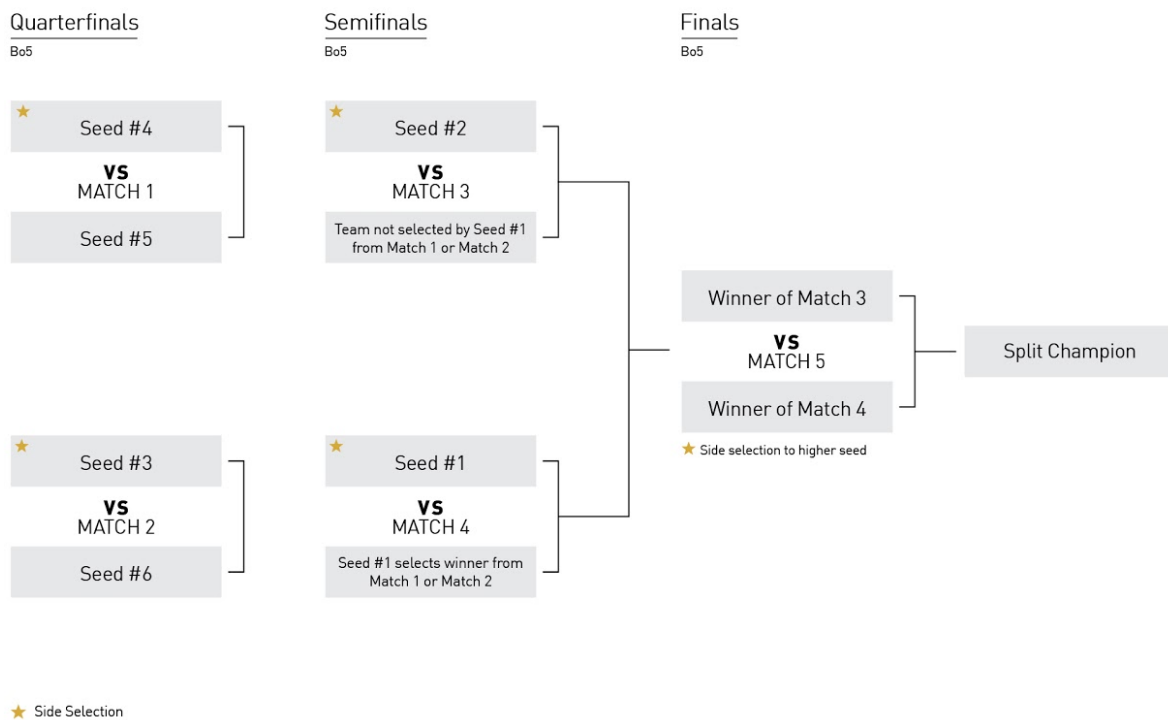 Quarterfinals
Bo5
Seed #4
VS
MATCH 1
Seed #5
Seed #3
VS
MATCH 2
Seed #6
Semifinals
Bo5
Seed #2
VS
MATCH 3
Team not selected by Seed #1
from Match 1 or Match 2
Seed #1
VS
MATCH 4
Seed #1 selects winner from
Match 1 or Match 2
Finals
Bo5
Winner of Match 3
VS
MATCH 5
Winner of Match 4
Side selection to higher seed
Split Champion
Side Selection